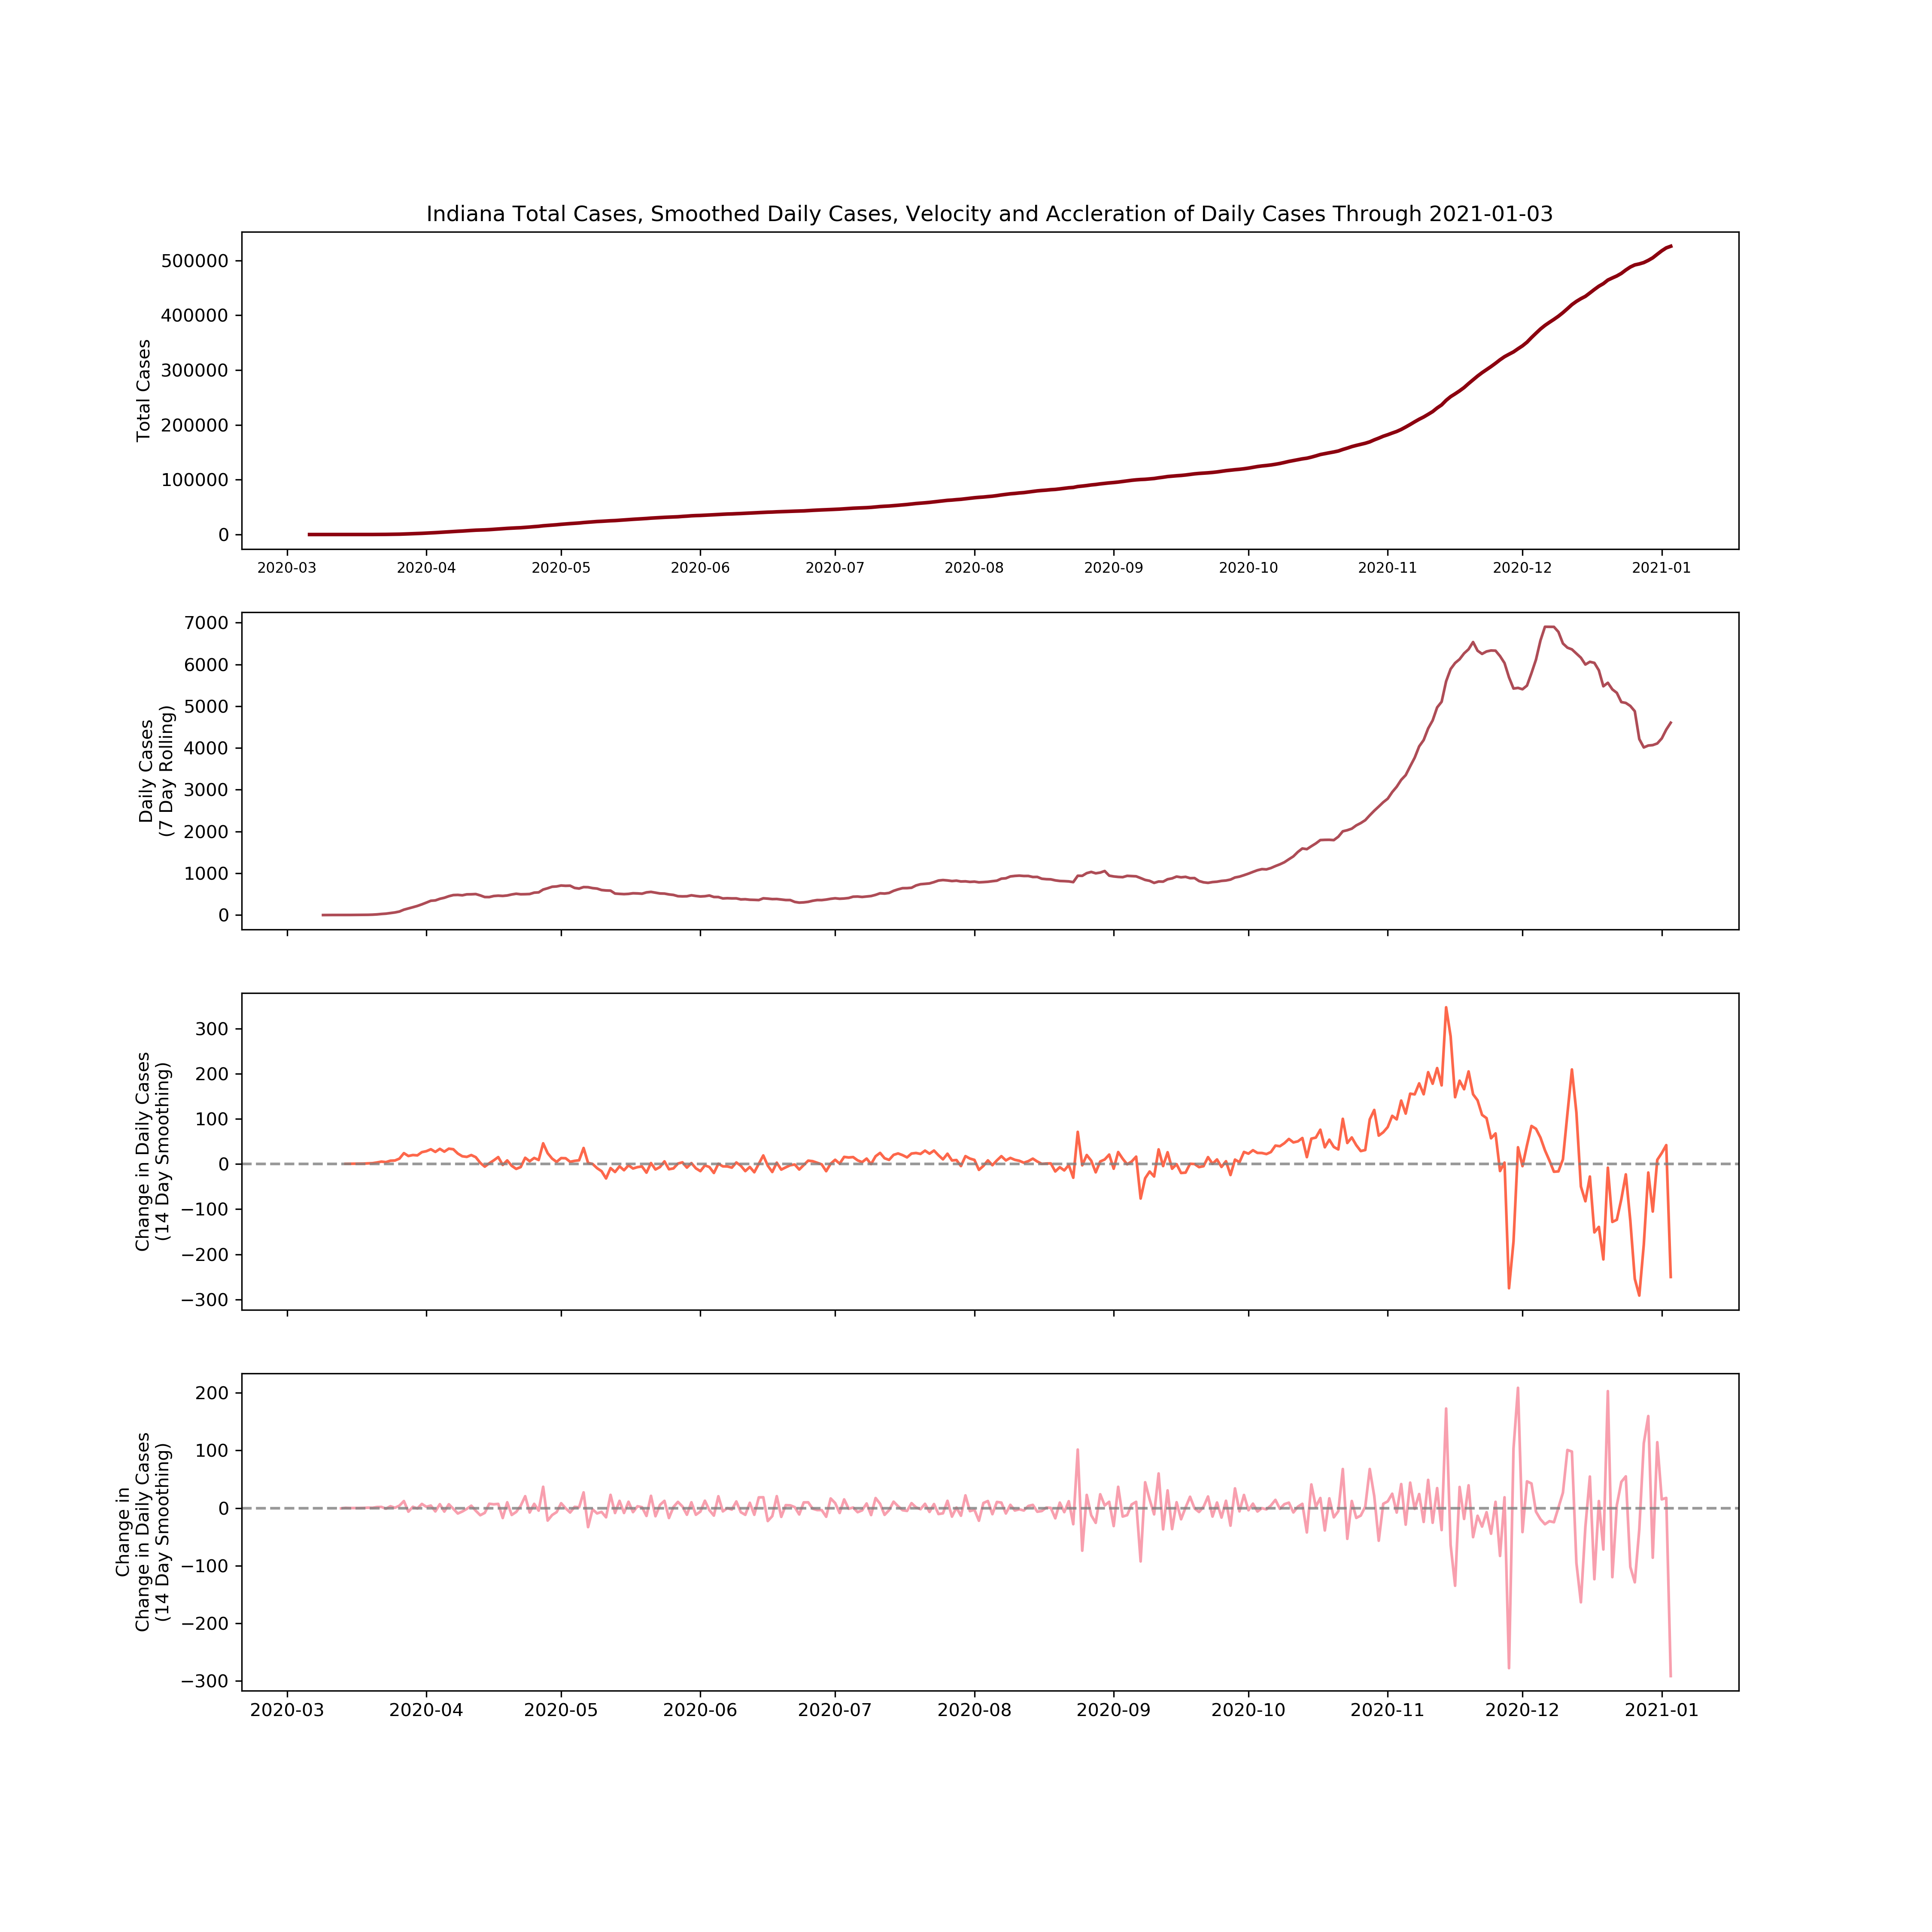 Indiana Total Cases, Smoothed Daily Cases, Velocity and Accleration of Daily Cases Through 2021-01-03
Total Cases
500000
400000
300000
200000
100000
0
2020-03 2020-04 2020-05 2020-06 2020-07 2020-08 2020-09 2020-10 2020-11 2020-12 2021-01
Daily Cases
(7 Day Rolling)
7000
6000
5000
4000
3000
2000
1000
0
Change in Daily Cases
(14 Day Smoothing)
300
200
100
0
−100
−200
−300
Change in
Change in Daily Cases
(14 Day Smoothing)
200
100
0
−100
−200
−300
2020-03 2020-04 2020-05 2020-06 2020-07 2020-08 2020-09 2020-10 2020-11 2020-12 2021-01